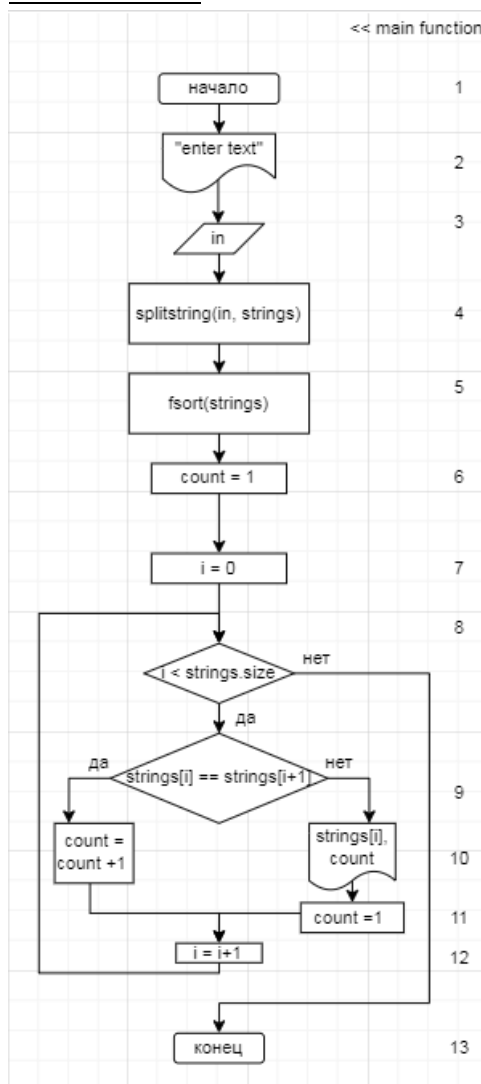 << main function
начало
1
"enter text"
2
3
in
splitstring(in, strings)
4
5
fsort(strings)
count = 1
6
i = 0
7
8
нет
i < strings.size
да
да
нет
strings[i] == strings[i+1]
9
count =
count +1
strings[i],
count
10
count =1
11
i = i+1
12
конец
13